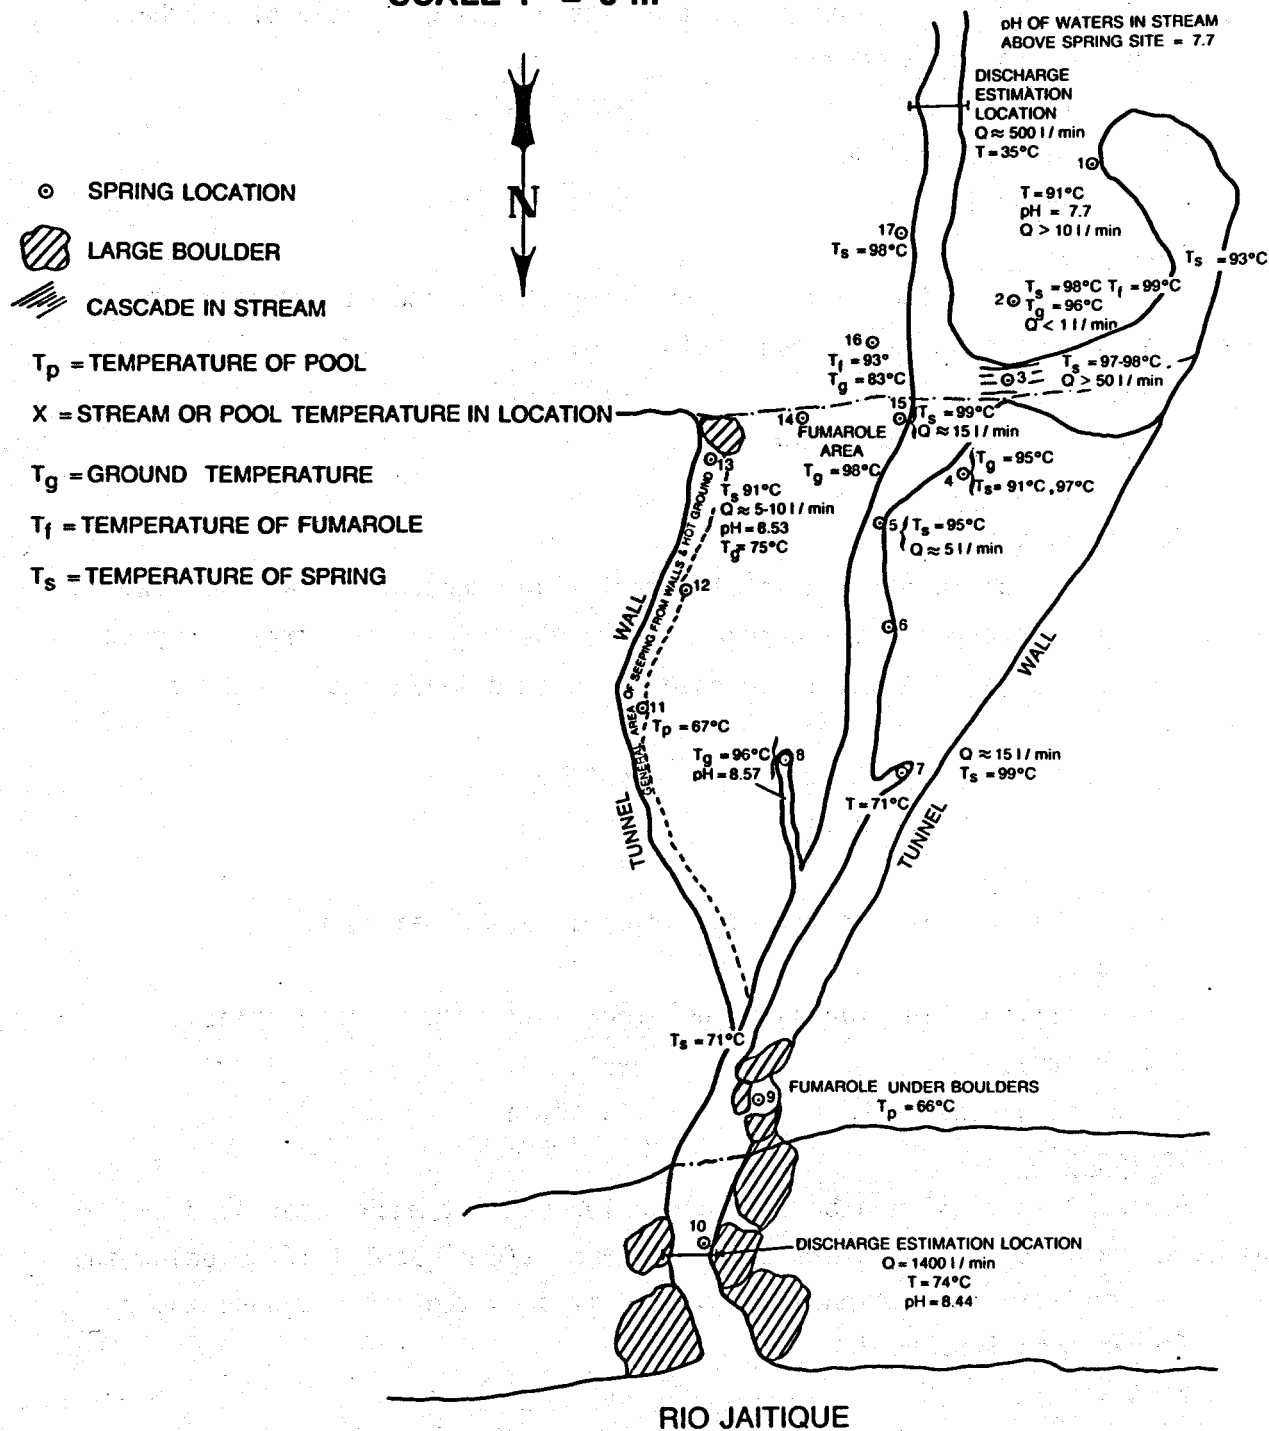 N
SPRING LOCATION
LARGE BOULDER
CASCADE IN STREAM
Tp = TEMPERATURE OF POOL
X = STREAM OR POOL TEMPERATURE IN LOCATION
Tg = GROUND TEMPERATURE
Tf = TEMPERATURE OF FUMAROLE
Ts = TEMPERATURE OF SPRING
pH OF WATERS IN STREAM
ABOVE SPRING SITE = 7.7
DISCHARGE
ESTIMATION
LOCATION
Q ≈ 500 l / min
T = 35°C
1
T = 91°C
pH = 7.7
Q > 10 l / min
Ts = 93°C
17
Ts = 98°C
2
Ts = 98°C Tf = 99°C
Tg = 96°C
Q < 1 l / min
16
Tf = 93°
Tg = 83°C
3
Ts = 97-98°C
Q > 50 l / min
14
15
Ts = 99°C
Q ≈ 15 l / min
FUMAROLE
AREA
Tg = 98°C
4
Tg = 95°C
Ts = 91°C, 97°C
13
Ts 91°C
Q ≈ 5-10 l / min
pH = 8.53
Tg = 75°C
5
Ts = 95°C
Q ≈ 5 l / min
12
6
WALL
GENERAL AREA OF SEEPING FROM WALLS & HOT GROUND
WALL
11
Tp = 67°C
Tg = 96°C
pH = 8.57
8
7
Q ≈ 15 l / min
Ts = 99°C
T = 71°C
TUNNEL
TUNNEL
Ts = 71°C
9
FUMAROLE UNDER BOULDERS
Tp = 66°C
10
DISCHARGE ESTIMATION LOCATION
Q = 1400 l / min
T = 74°C
pH = 8.44
RIO JAITIQUE